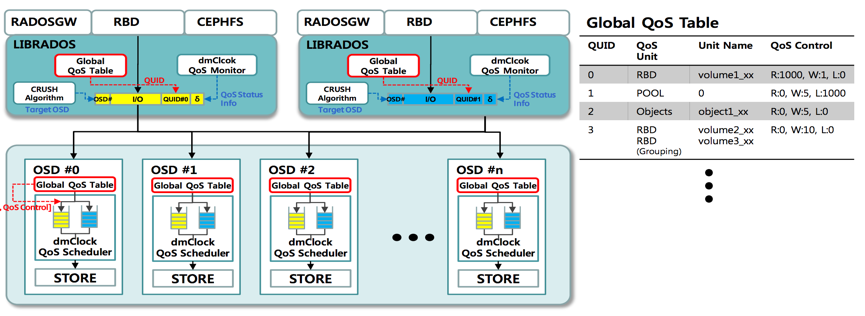 RADOSGW RBD CEPHFS
LIBRADOS
Global
QoS Table
dmClcok
QoS Monitor
QUID
CRUSH
Algorithm
OSD# I/O QUID#0 δ
QoS Status
Info
Target OSD
RADOSGW RBD CEPHFS
LIBRADOS
Global
QoS Table
dmClcok
QoS Monitor
QUID
CRUSH
Algorithm
OSD# I/O QUID#1 δ
QoS Status
Info
Target OSD
OSD #0
Global QoS Table
, QoS Control]
dmClock
QoS Scheduler
STORE
OSD #1
Global QoS Table
dmClock
QoS Scheduler
STORE
OSD #2
Global QoS Table
dmClock
QoS Scheduler
STORE
OSD #n
Global QoS Table
dmClock
QoS Scheduler
STORE
Global QoS Table
QUID QoS Unit Unit Name QoS Control
0 RBD volume1_xx R:1000, W:1, L:0
1 POOL 0 R:0, W:5, L:1000
2 Objects object1_xx R:0, W:5, L:0
3 RBD volume2_xx R:0, W:10, L:0
RBD volume3_xx
(Grouping)